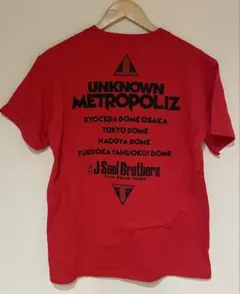 UNKNOWN
METROPOLIZ
KYOCERA DOME OSAKA
TOKYO DOME
NAGOYA DOME
FUKUOKA YAHUOKU! DOME
J Soul Brothers